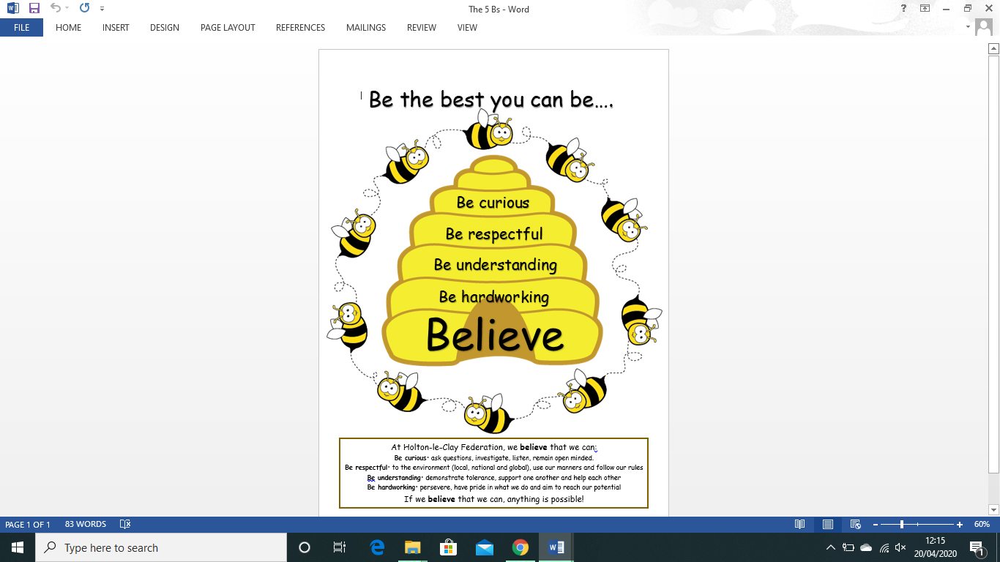 The 5 Bs - Word
FILE HOME INSERT DESIGN PAGE LAYOUT REFERENCES MAILINGS REVIEW VIEW
Be the best you can be....
Be curious
Be respectful
Be understanding
Be hardworking
Believe
At Holton-le-Clay Federation, we believe that we can:
Be curious· ask questions, investigate, listen, remain open minded.
Be respectful· to the environment (local, national and global), use our manners and follow our rules
Be understanding· demonstrate tolerance, support one another and help each other
Be hardworking· persevere, have pride in what we do and aim to reach our potential
If we believe that we can, anything is possible!
PAGE 1 OF 1 83 WORDS 60%
Type here to search
12:15
20/04/2020
1